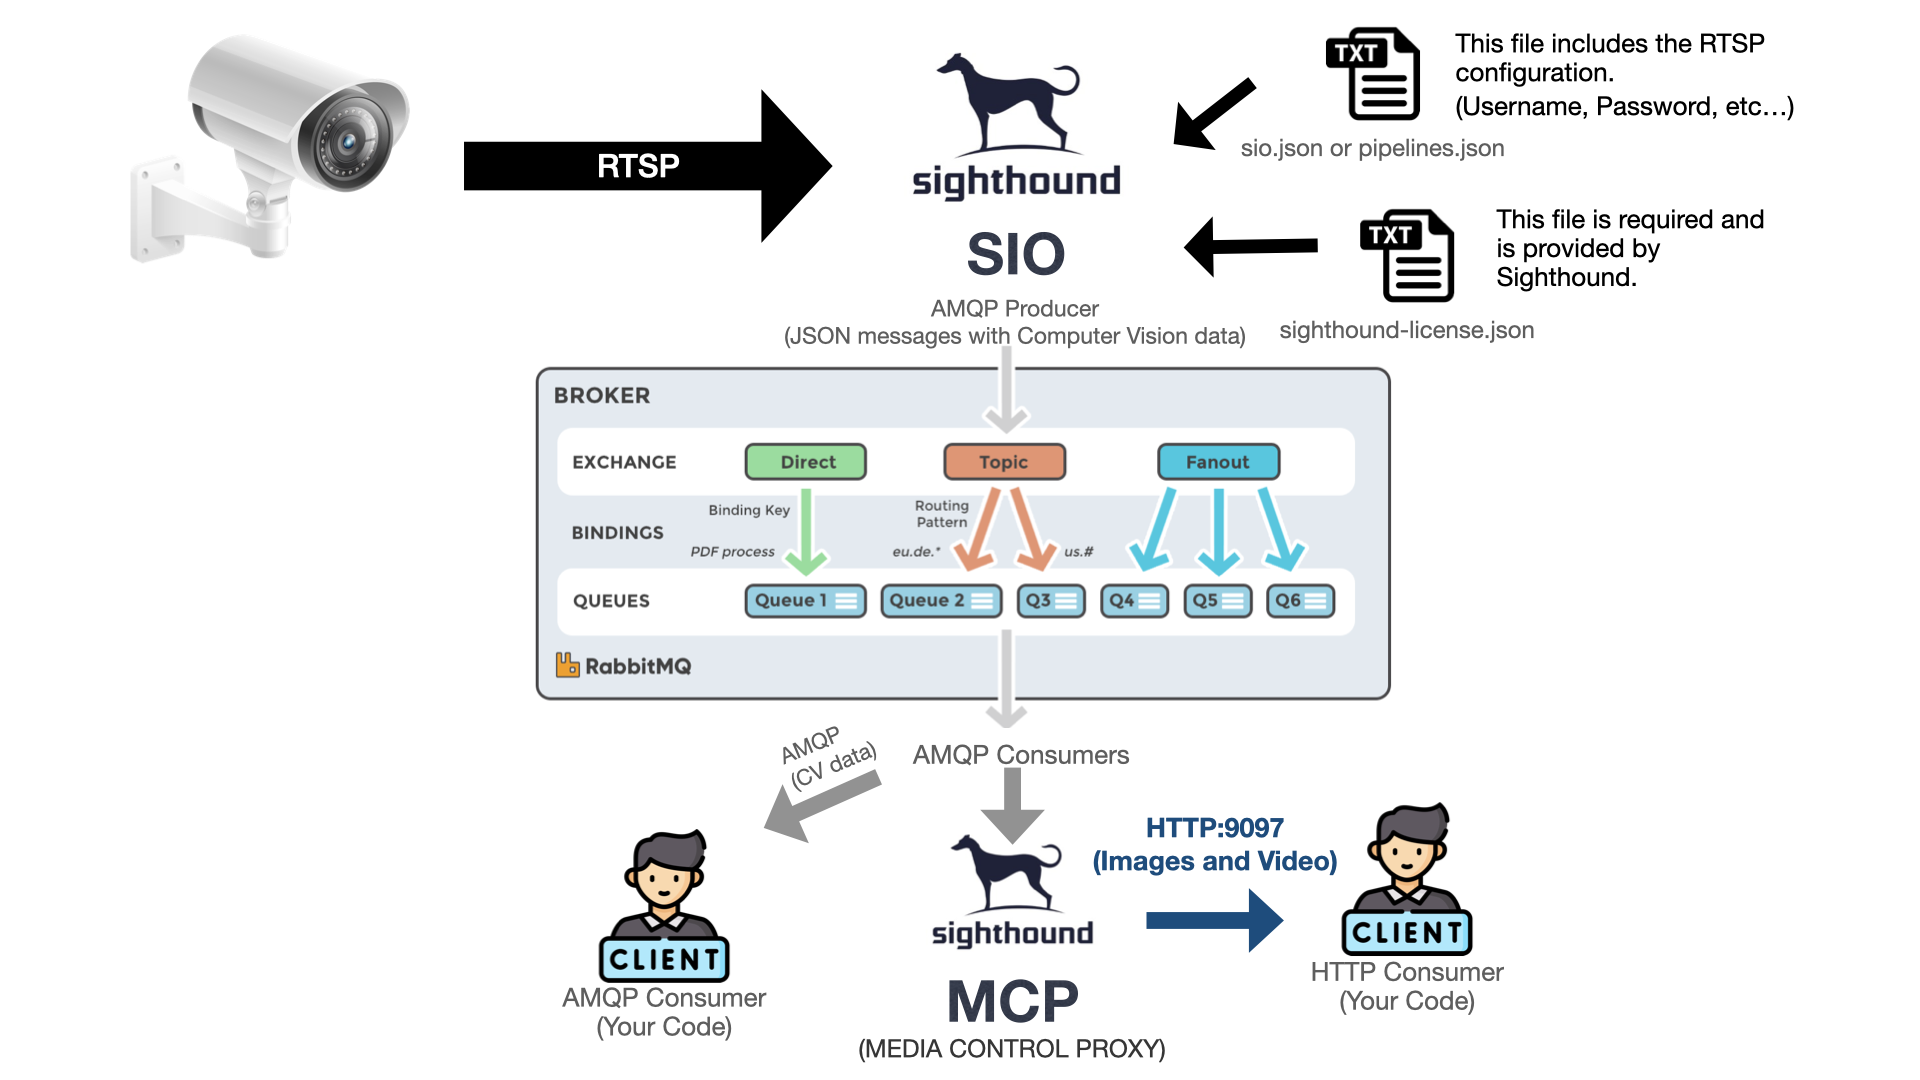 RTSP
sighthound
SIO
AMQP Producer
(JSON messages with Computer Vision data)
TXT
This file includes the RTSP
configuration.
(Username, Password, etc...)
sio.json or pipelines.json
TXT
This file is required and
is provided by
Sighthound.
sighthound-license.json
BROKER
EXCHANGE
Direct
Topic
Fanout
BINDINGS
Binding Key
PDF process
Routing
Pattern
eu.de.*
us.#
QUEUES
Queue 1
Queue 2
Q3
Q4
Q5
Q6
RabbitMQ
AMQP
(CV data)
AMQP Consumers
CLIENT
AMQP Consumer
(Your Code)
sighthound
MCP
(MEDIA CONTROL PROXY)
HTTP:9097
(Images and Video)
CLIENT
HTTP Consumer
(Your Code)